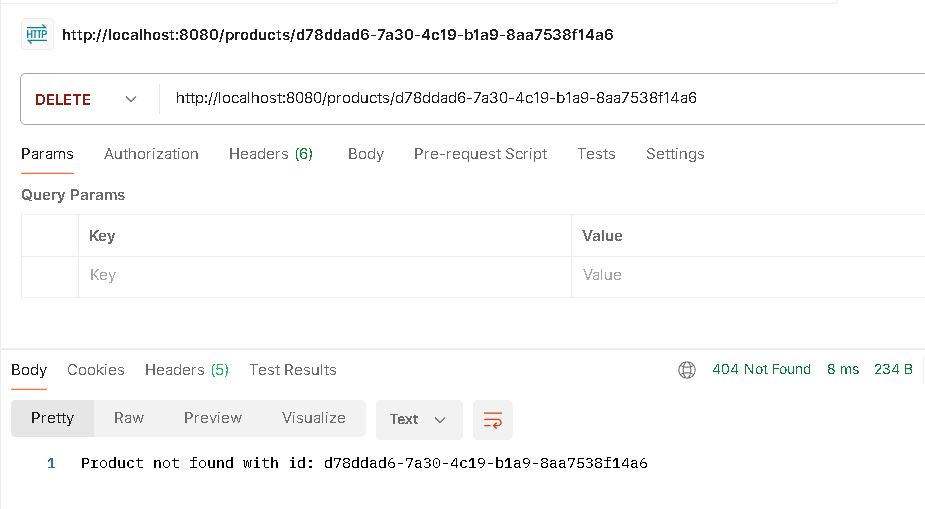 HTTP http://localhost:8080/products/d78ddad6-7a30-4c19-b1a9-8aa7538f14a6
DELETE http://localhost:8080/products/d78ddad6-7a30-4c19-b1a9-8aa7538f14a6
Params Authorization Headers (6) Body Pre-request Script Tests Settings
Query Params
Key Value
Key Value
Body Cookies Headers (5) Test Results 404 Not Found 8 ms 234 B
Pretty Raw Preview Visualize Text
1 Product not found with id: d78ddad6-7a30-4c19-b1a9-8aa7538f14a6